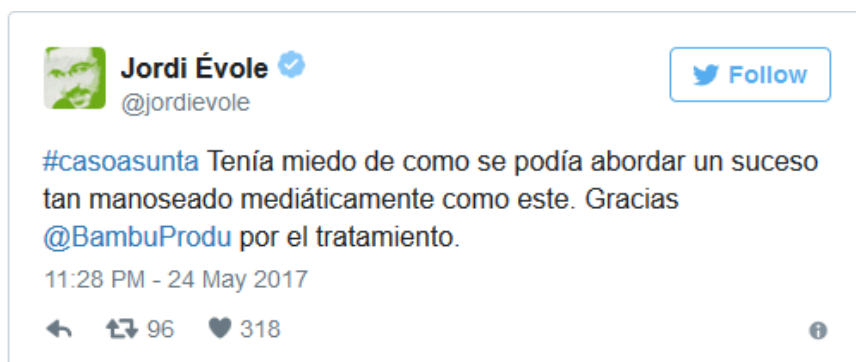 Jordi Évole
@jordievole
Follow
#casoasunta Tenía miedo de como se podía abordar un suceso
tan manoseado mediáticamente como este. Gracias
@BambuProdu por el tratamiento.
11:28 PM - 24 May 2017
96 318